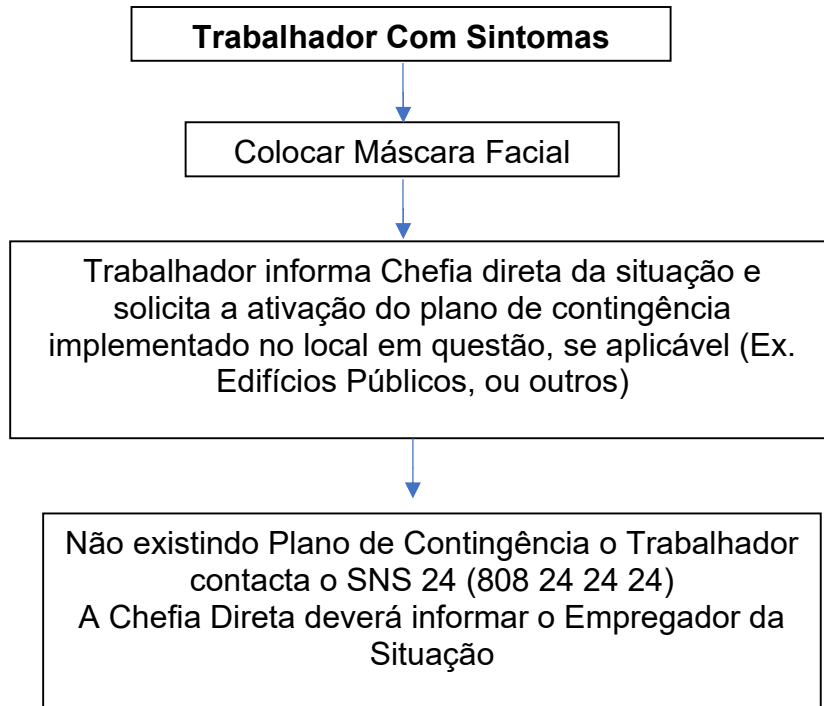 Trabalhador Com Sintomas
Colocar Máscara Facial
Trabalhador informa Chefia direta da situação e
solicita a ativação do plano de contingência
implementado no local em questão, se aplicável (Ex.
Edifícios Públicos, ou outros)
Não existindo Plano de Contingência o Trabalhador
contacta o SNS 24 (808 24 24 24)
A Chefia Direta deverá informar o Empregador da
Situação